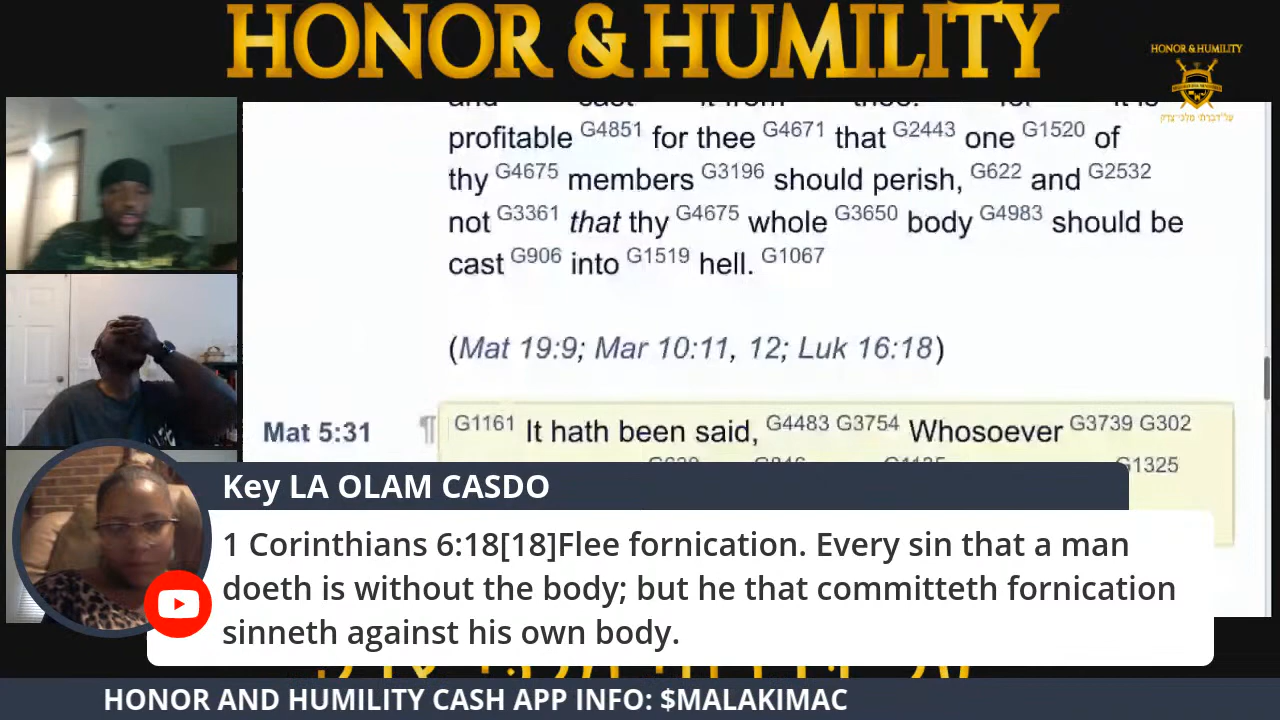 HONOR & HUMILITY
HONOR & HUMILITY
על־דברתי מלכי־צדק
profitable G4851 for thee G4671 that G2443 one G1520 of
thy G4675 members G3196 should perish, G622 and G2532
not G3361 that thy G4675 whole G3650 body G4983 should be
cast G906 into G1519 hell. G1067
(Mat 19:9; Mar 10:11, 12; Luk 16:18)
Mat 5:31 ¶ G1161 It hath been said, G4483 G3754 Whosoever G3739 G302
G1325
Key LA OLAM CASDO
1 Corinthians 6:18[18]Flee fornication. Every sin that a man
doeth is without the body; but he that committeth fornication
sinneth against his own body.
HONOR AND HUMILITY CASH APP INFO: $MALAKIMAC